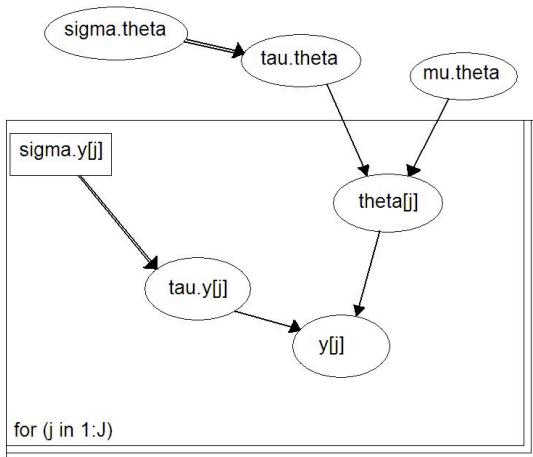 sigma.theta
tau.theta
mu.theta
sigma.y[j]
theta[j]
tau.y[j]
y[j]
for (j in 1:J)